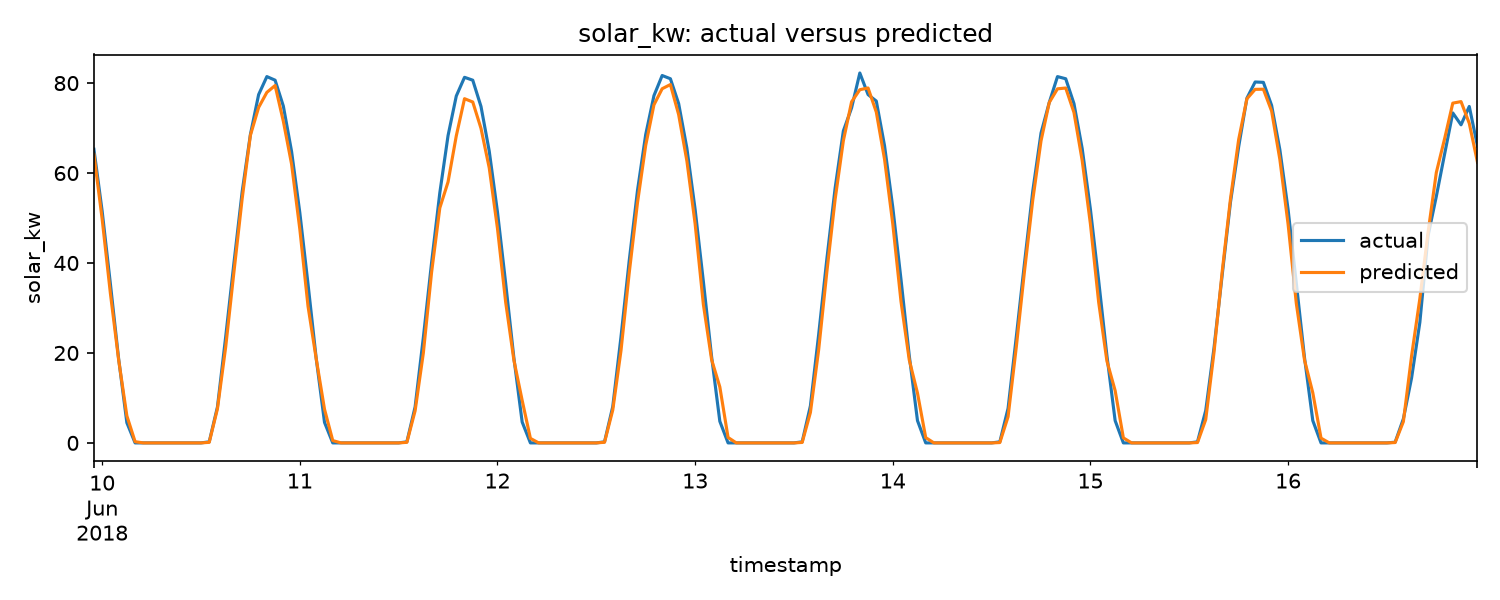 solar_kw: actual versus predicted
solar_kw
80
60
40
20
0
actual
predicted
10 11 12 13 14 15 16
Jun
2018
timestamp